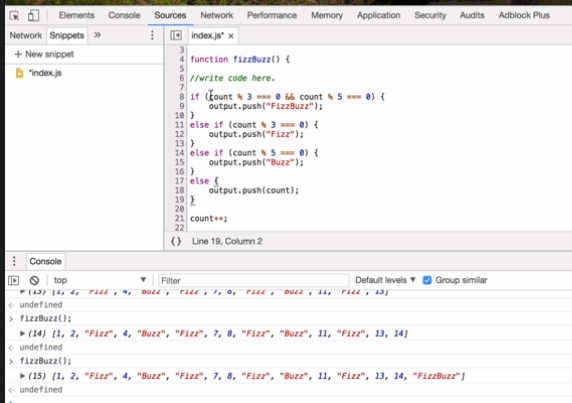 Elements Console Sources Network Performance Memory Application Security Audits Adblock Plus
Network Snippets » index.js* ×
+ New snippet
*index.js
3
4 function fizzBuzz() {
5
6 //write code here.
7
8 if (count % 3 === 0 && count % 5 === 0) {
9 output.push("FizzBuzz");
10 }
11 else if (count % 3 === 0) {
12 output.push("Fizz");
13 }
14 else if (count % 5 === 0) {
15 output.push("Buzz");
16 }
17 else {
18 output.push(count);
19 }
20
21 count++;
22
{} Line 19, Column 2
Console
top Filter Default levels ▼ Group similar
(13) [1, 2, "Fizz", 4, "Buzz", "Fizz", 7, 8, "Fizz", "Buzz", 11, "Fizz", 13]
undefined
fizzBuzz();
(14) [1, 2, "Fizz", 4, "Buzz", "Fizz", 7, 8, "Fizz", "Buzz", 11, "Fizz", 13, 14]
undefined
fizzBuzz();
(15) [1, 2, "Fizz", 4, "Buzz", "Fizz", 7, 8, "Fizz", "Buzz", 11, "Fizz", 13, 14, "FizzBuzz"]
undefined